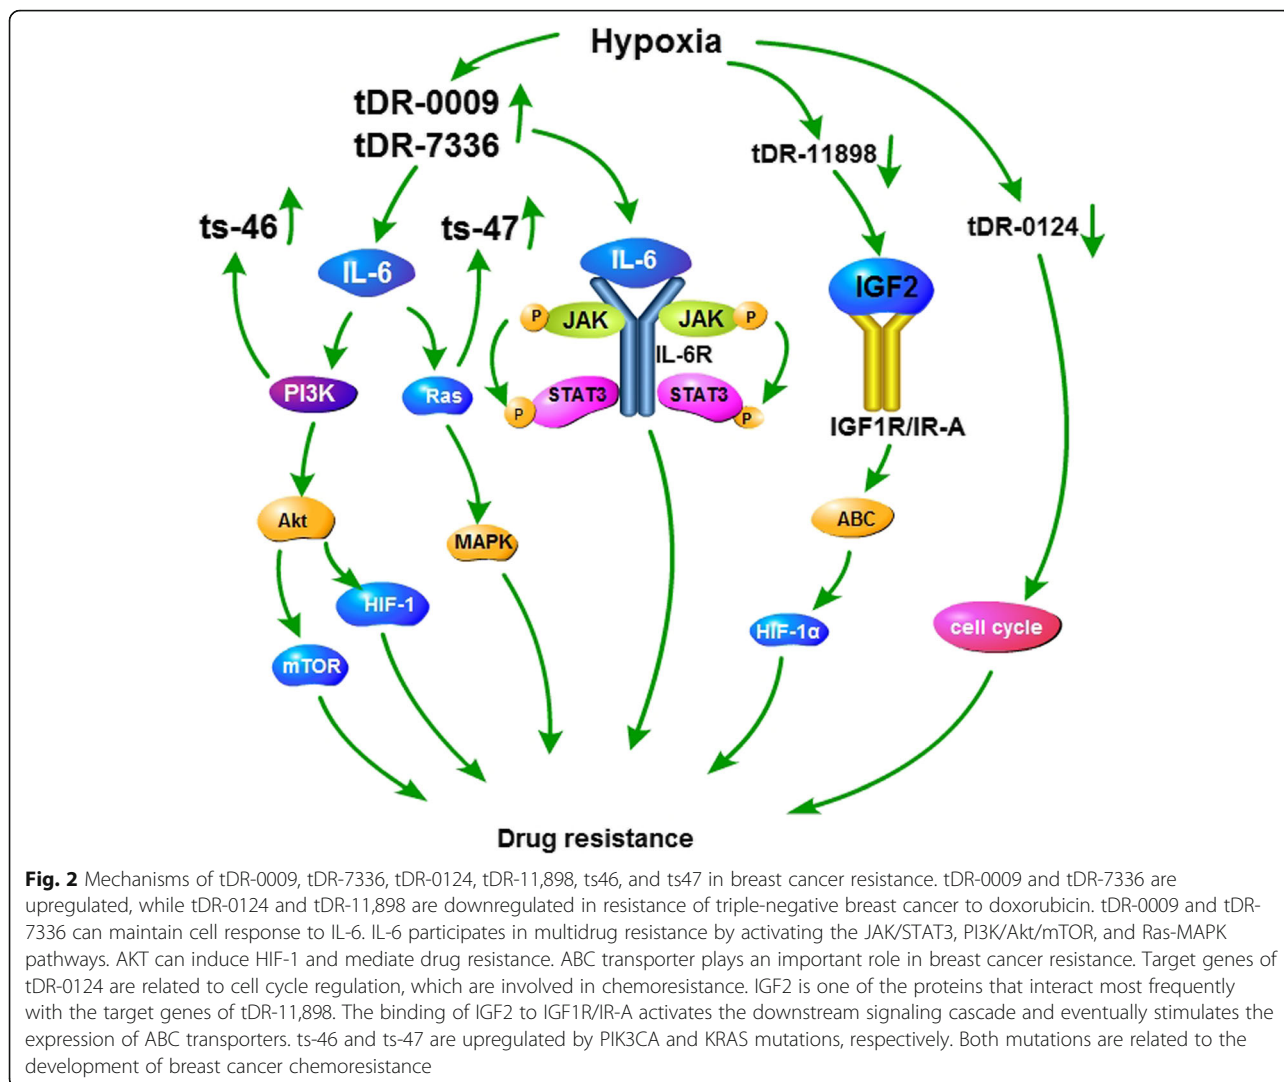 Hypoxia
tDR-0009
tDR-7336
tDR-11898
tDR-0124
ts-46
ts-47
IL-6
IL-6
IGF2
P
JAK
JAK
P
IL-6R
PI3K
Ras
P
STAT3
STAT3
P
IGF1R/IR-A
Akt
MAPK
ABC
HIF-1
HIF-1α
cell cycle
mTOR
Drug resistance
Fig. 2 Mechanisms of tDR-0009, tDR-7336, tDR-0124, tDR-11,898, ts46, and ts47 in breast cancer resistance. tDR-0009 and tDR-7336 are
upregulated, while tDR-0124 and tDR-11,898 are downregulated in resistance of triple-negative breast cancer to doxorubicin. tDR-0009 and tDR-
7336 can maintain cell response to IL-6. IL-6 participates in multidrug resistance by activating the JAK/STAT3, PI3K/Akt/mTOR, and Ras-MAPK
pathways. AKT can induce HIF-1 and mediate drug resistance. ABC transporter plays an important role in breast cancer resistance. Target genes of
tDR-0124 are related to cell cycle regulation, which are involved in chemoresistance. IGF2 is one of the proteins that interact most frequently
with the target genes of tDR-11,898. The binding of IGF2 to IGF1R/IR-A activates the downstream signaling cascade and eventually stimulates the
expression of ABC transporters. ts-46 and ts-47 are upregulated by PIK3CA and KRAS mutations, respectively. Both mutations are related to the
development of breast cancer chemoresistance